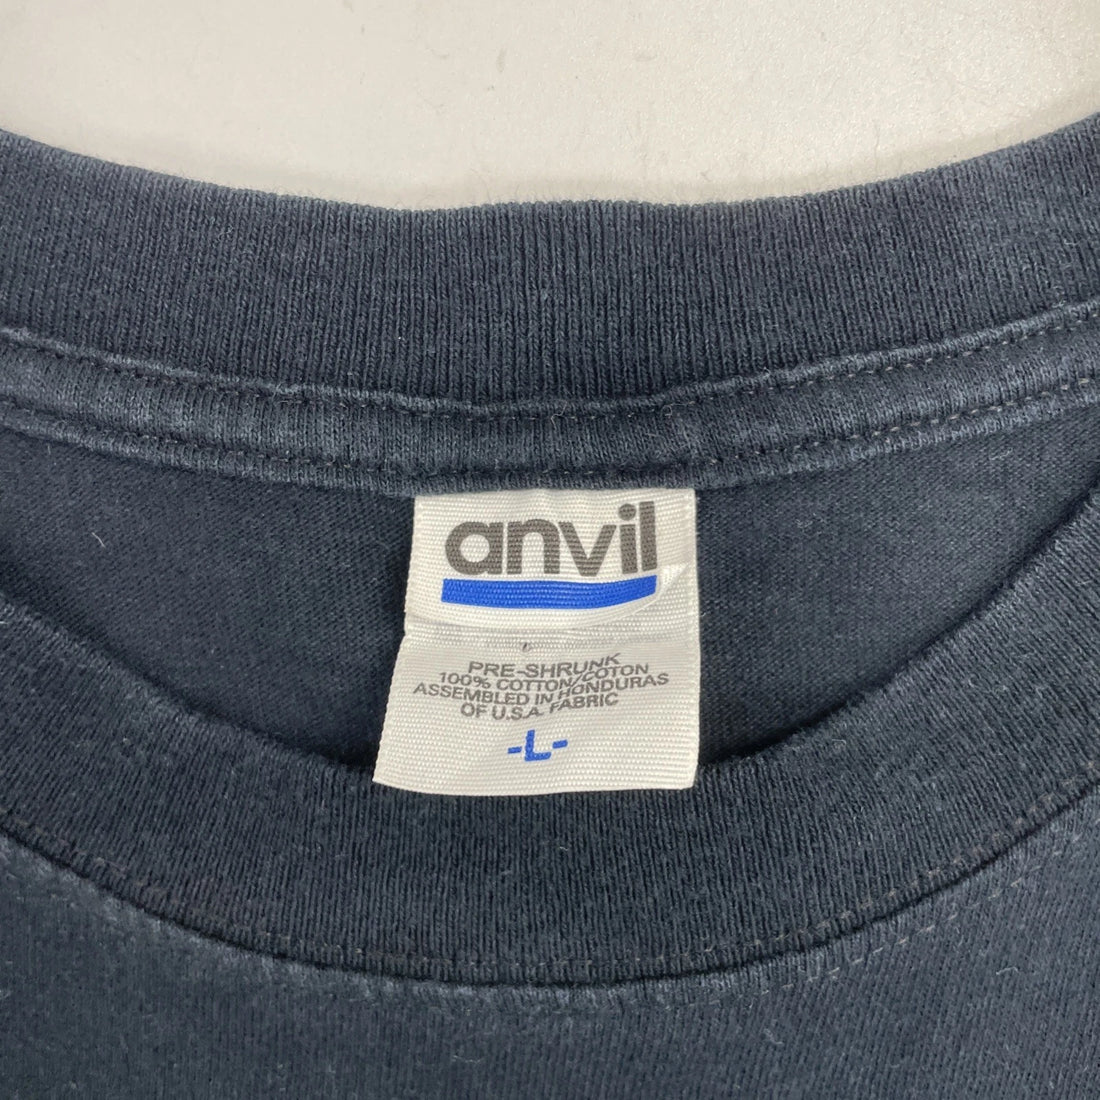 anvil
PRE-SHRUNK
100% COTTON/COTON
ASSEMBLED IN HONDURAS
OF U.S.A. FABRIC
-L-